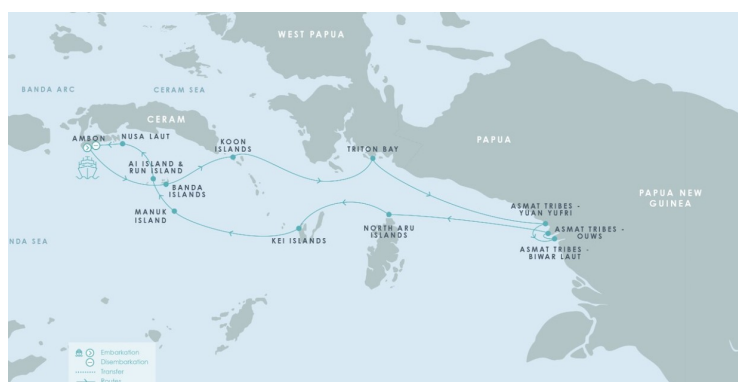 WEST PAPUA
BANDA ARC
CERAM SEA
CERAM
AMBON
NUSA LAUT
KOON
ISLANDS
TRITON BAY
PAPUA
AI ISLAND &
RUN ISLAND
BANDA
ISLANDS
MANUK
ISLAND
KEI ISLANDS
NORTH ARU
ISLANDS
ASMAT TRIBES -
YUAN YUFRI
ASMAT TRIBES -
OUWS
ASMAT TRIBES -
BIWAR LAUT
PAPUA NEW
GUINEA
NDA SEA
Embarkation
Disembarkation
Transfer
Routes